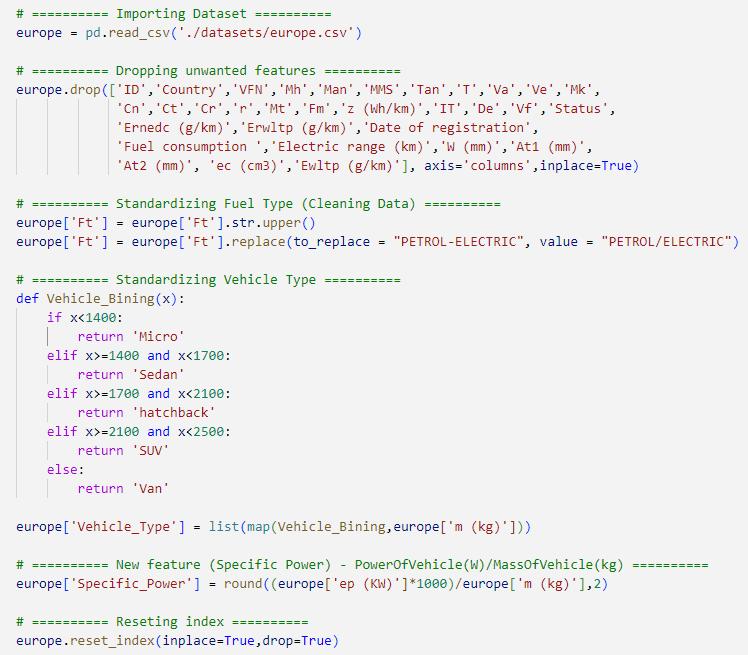 # ========== Importing Dataset ==========
europe = pd.read_csv('./datasets/europe.csv')

# ========== Dropping unwanted features ==========
europe.drop(['ID','Country','VFN','Mh','Man','MMS','Tan','T','Va','Ve','Mk',
             'Cn','Ct','Cr','r','Mt','Fm','z (Wh/km)','IT','De','Vf','Status',
             'Ernedc (g/km)','Erwltp (g/km)','Date of registration',
             'Fuel consumption ','Electric range (km)','W (mm)','At1 (mm)',
             'At2 (mm)', 'ec (cm3)','Ewltp (g/km)'], axis='columns',inplace=True)

# ========== Standardizing Fuel Type (Cleaning Data) ==========
europe['Ft'] = europe['Ft'].str.upper()
europe['Ft'] = europe['Ft'].replace(to_replace = "PETROL-ELECTRIC", value = "PETROL/ELECTRIC")

# ========== Standardizing Vehicle Type ==========
def Vehicle_Bining(x):
    if x<1400:
        return 'Micro'
    elif x>=1400 and x<1700:
        return 'Sedan'
    elif x>=1700 and x<2100:
        return 'hatchback'
    elif x>=2100 and x<2500:
        return 'SUV'
    else:
        return 'Van'

europe['Vehicle_Type'] = list(map(Vehicle_Bining,europe['m (kg)']))

# ========== New feature (Specific Power) - PowerOfVehicle(W)/MassOfVehicle(kg) ==========
europe['Specific_Power'] = round((europe['ep (KW)']*1000)/europe['m (kg)'],2)

# ========== Reseting index ==========
europe.reset_index(inplace=True,drop=True)